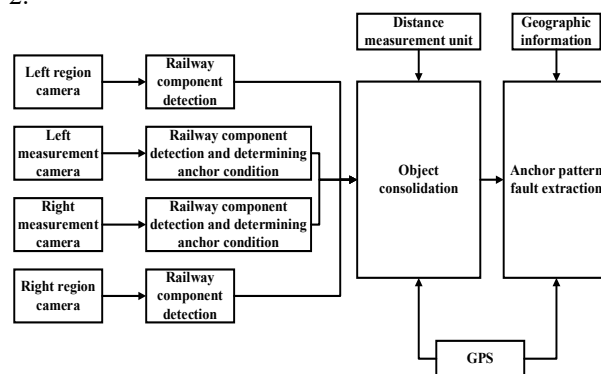 2.
Distance
measurement unit
Geographic
information
Left region
camera
Railway
component
detection
Left
measurement
camera
Railway component
detection and determining
anchor condition
Object
consolidation
Anchor pattern
fault extraction
Right
measurement
camera
Railway component
detection and determining
anchor condition
Right region
camera
Railway
component
detection
GPS